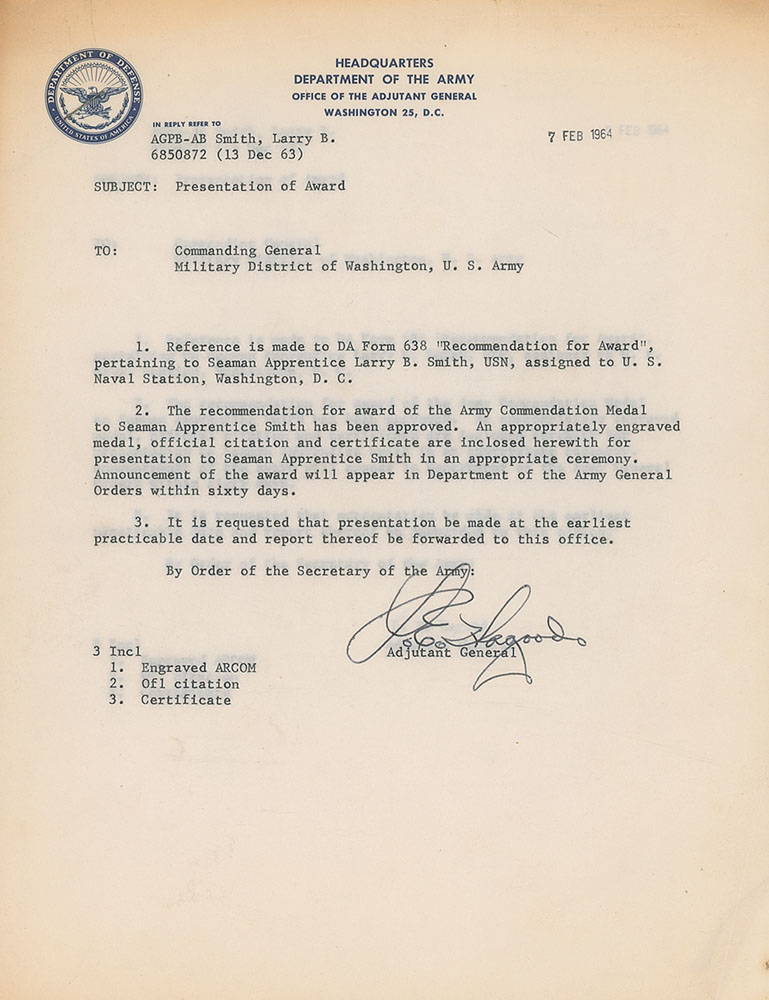 DEPARTMENT OF DEFENSE
UNITED STATES OF AMERICA
HEADQUARTERS
DEPARTMENT OF THE ARMY
OFFICE OF THE ADJUTANT GENERAL
WASHINGTON 25, D.C.
IN REPLY REFER TO
AGPB-AB Smith, Larry B.
6850872 (13 Dec 63)
7 FEB 1964
SUBJECT: Presentation of Award
TO: Commanding General
Military District of Washington, U. S. Army
1. Reference is made to DA Form 638 "Recommendation for Award",
pertaining to Seaman Apprentice Larry B. Smith, USN, assigned to U. S.
Naval Station, Washington, D. C.
2. The recommendation for award of the Army Commendation Medal
to Seaman Apprentice Smith has been approved. An appropriately engraved
medal, official citation and certificate are inclosed herewith for
presentation to Seaman Apprentice Smith in an appropriate ceremony.
Announcement of the award will appear in Department of the Army General
Orders within sixty days.
3. It is requested that presentation be made at the earliest
practicable date and report thereof be forwarded to this office.
By Order of the Secretary of the Army:
Adjutant General
3 Incl
1. Engraved ARCOM
2. Ofl citation
3. Certificate